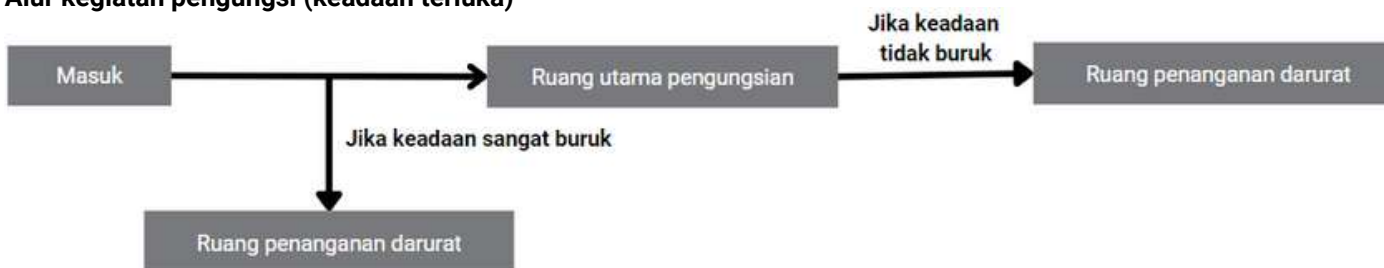 Alur kegiatan pengungsi (keadaan terluka)
Jika keadaan
tidak buruk
Masuk
Ruang utama pengungsian
Ruang penanganan darurat
Jika keadaan sangat buruk
Ruang penanganan darurat